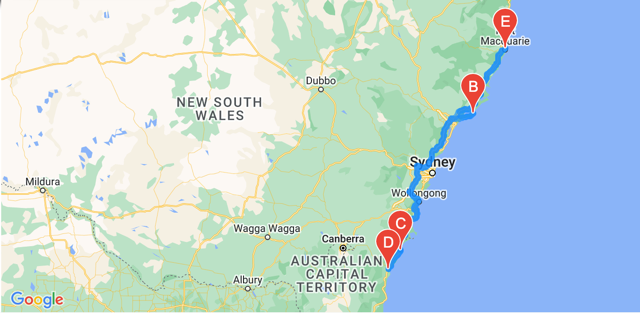 E
Macquarie
B
Dubbo
NEW SOUTH
WALES
Sydney
Mildura
Wollongong
C
D
Wagga Wagga
Canberra
AUSTRALIAN
CAPITAL
TERRITORY
Albury
Google